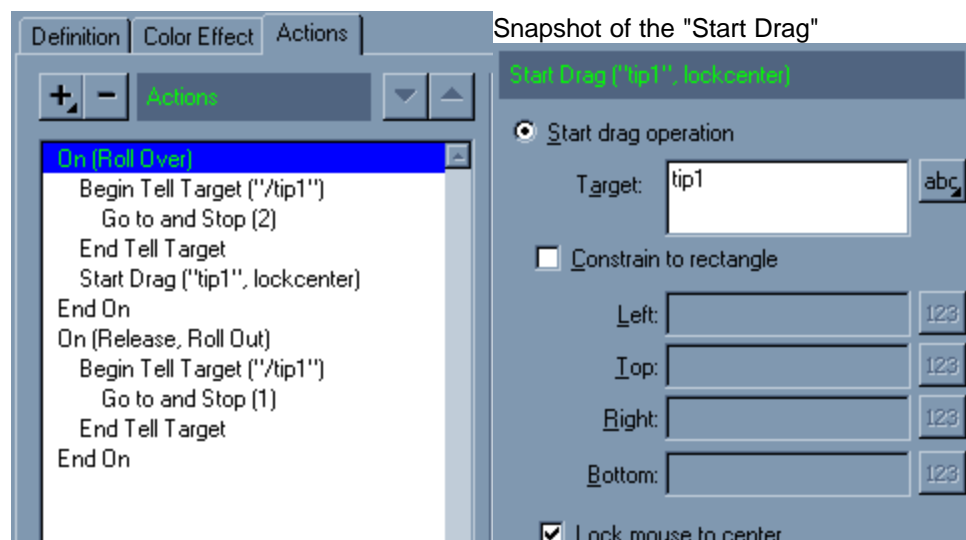 Definition Color Effect Actions
+ - Actions
On (Roll Over)
Begin Tell Target ("/tip1")
Go to and Stop (2)
End Tell Target
Start Drag ("tip1", lockcenter)
End On
On (Release, Roll Out)
Begin Tell Target ("/tip1")
Go to and Stop (1)
End Tell Target
End On
Snapshot of the "Start Drag"
Start Drag ("tip1", lockcenter)
Start drag operation
Target: tip1 abc
Constrain to rectangle
Left: 123
Top: 123
Right: 123
Bottom: 123
Lock mouse to center